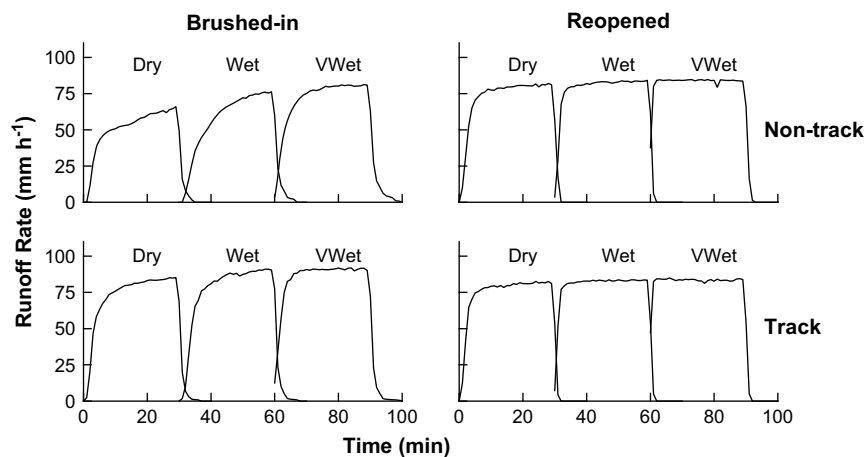 Brushed-in Reopened
100 Dry Wet VWet Dry Wet VWet
75
50 Non-track
25
0
100 Dry Wet VWet Dry Wet VWet
75
50 Track
25
0
0 20 40 60 80 100 0 20 40 60 80 100
Time (min)
Runoff Rate (mm h-1)